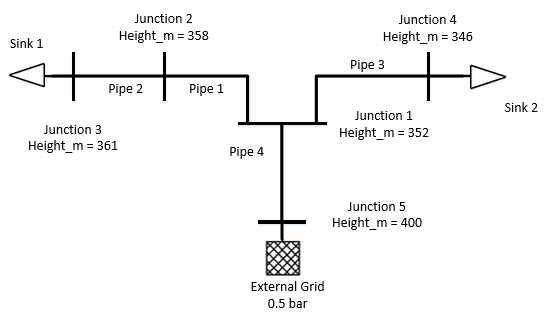 Junction 2
Height_m = 358
Junction 4
Height_m = 346
Sink 1
Pipe 3
Pipe 2
Pipe 1
Sink 2
Junction 3
Height_m = 361
Junction 1
Height_m = 352
Pipe 4
Junction 5
Height_m = 400
External Grid
0.5 bar